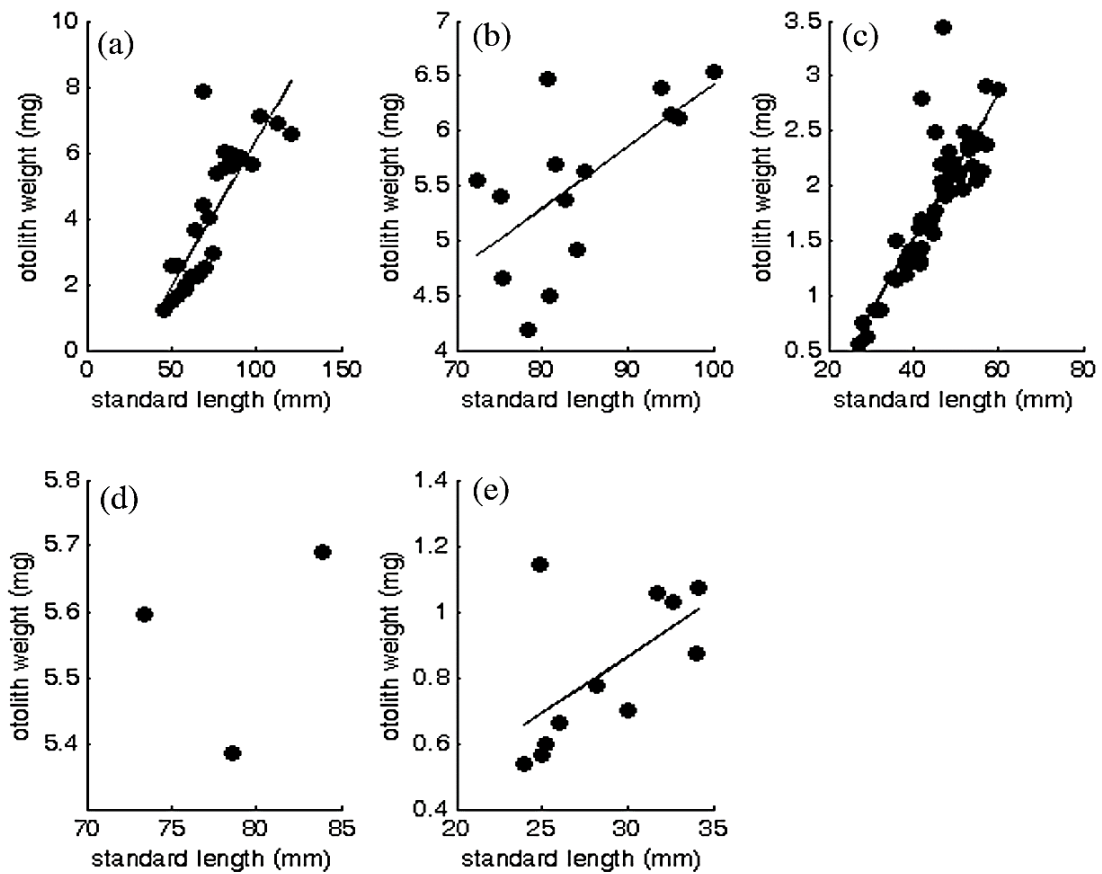 (a)
10
8
6
4
2
0
otolith weight (mg)
0 50 100 150
standard length (mm)
(b)
7
6.5
6
5.5
5
4.5
4
otolith weight (mg)
70 80 90 100
standard length (mm)
(c)
3.5
3
2.5
2
1.5
1
0.5
otolith weight (mg)
20 40 60 80
standard length (mm)
(d)
5.8
5.7
5.6
5.5
5.4
otolith weight (mg)
70 75 80 85
standard length (mm)
(e)
1.4
1.2
1
0.8
0.6
0.4
otolith weight (mg)
20 25 30 35
standard length (mm)